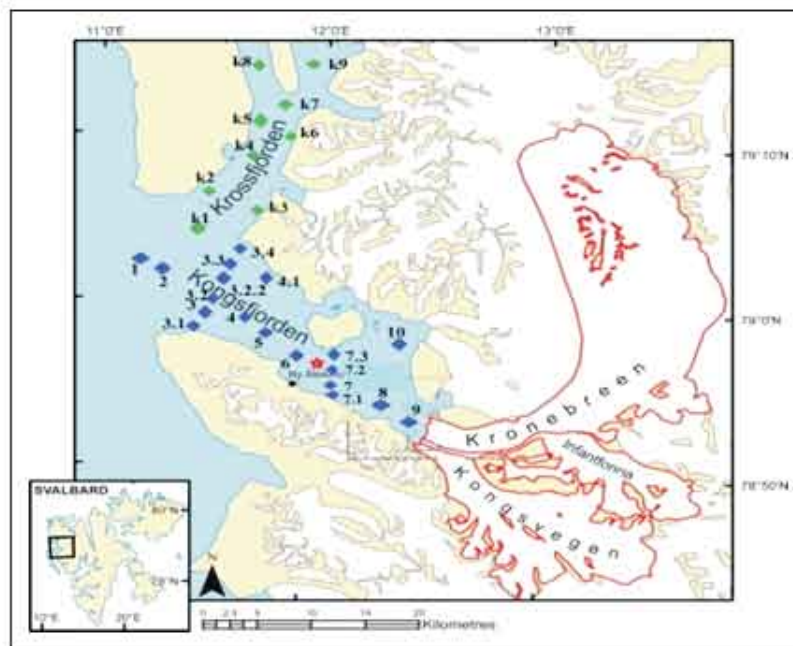 11°0'E 12°0'E 13°0'E
k8 k9
k7
k5
k6
k4
79°10'N
Krossfjorden
k2
k3
k1
3.4
3.3
1
2
4.1
3.2.2
Kongsfjorden
3.2
3
4
79°0'N
3.1
5
10
6
7.3
7.2
7
7.1
8
9
Kronebreen
Infantfonna
Kongsvegen
78°50'N
SVALBARD
N
0 5 10 20
Kilometres